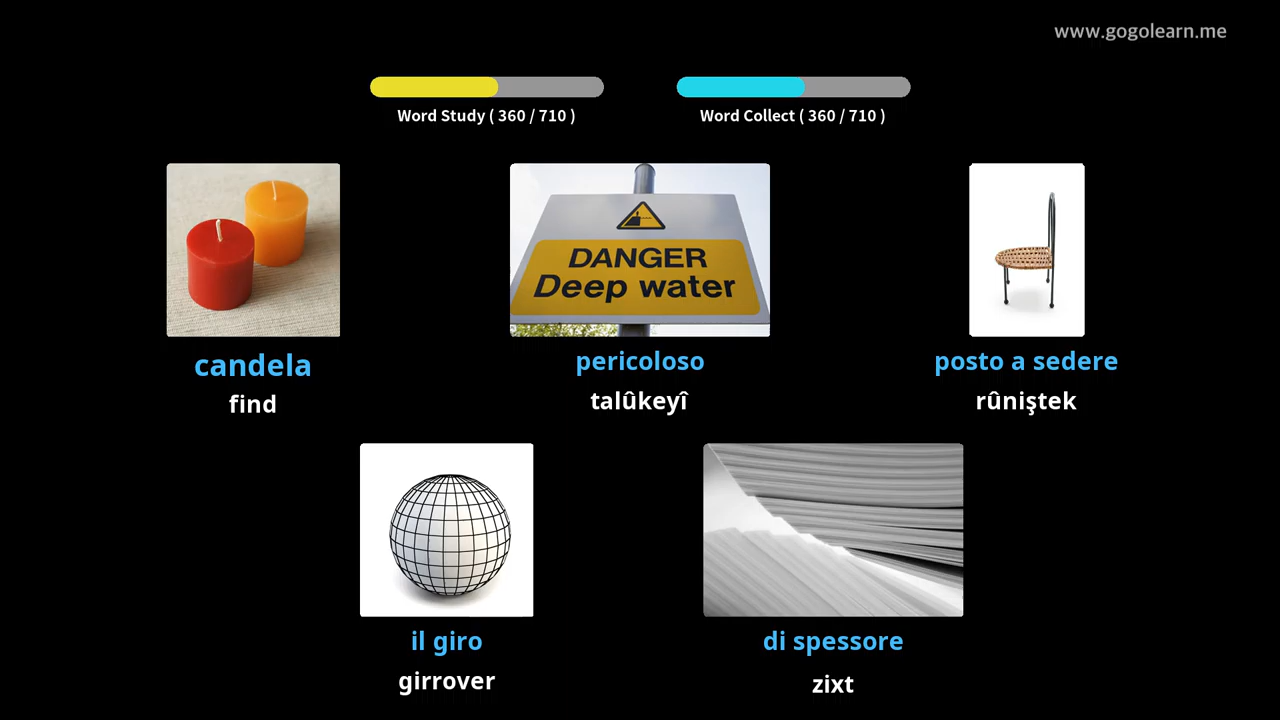 www.gogolearn.me
Word Study ( 360 / 710 )
Word Collect ( 360 / 710 )
DANGER
Deep water
candela
find
pericoloso
talûkeyî
posto a sedere
rûniştek
il giro
girrover
di spessore
zixt